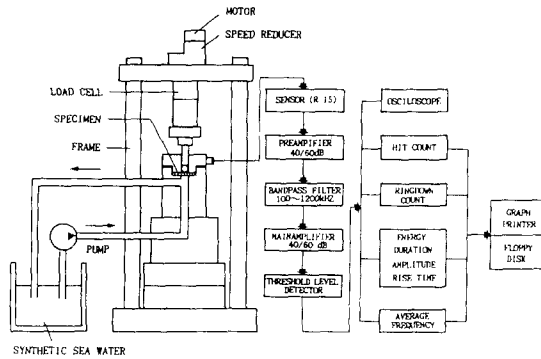 MOTOR
SPEED REDUCER
LOAD CELL
SPECIMEN
FRAME
PUMP
SYNTHETIC SEA WATER
SENSOR (R 15)
PREAMPIFIER
40/60dB
BANDPASS FILTER
100~1200kHZ
MAINAMPLIFIER
40/60 dB
THRESHOLD LEVEL
DETECTOR
OSCILOSCOPE
HIT COUNT
RINGDOWN
COUNT
ENERGY
DURATION
AMPLITUDE
RISE TIME
AVERAGE
FREQUENCY
GRAPH
PRINTER
FLOPPY
DISK